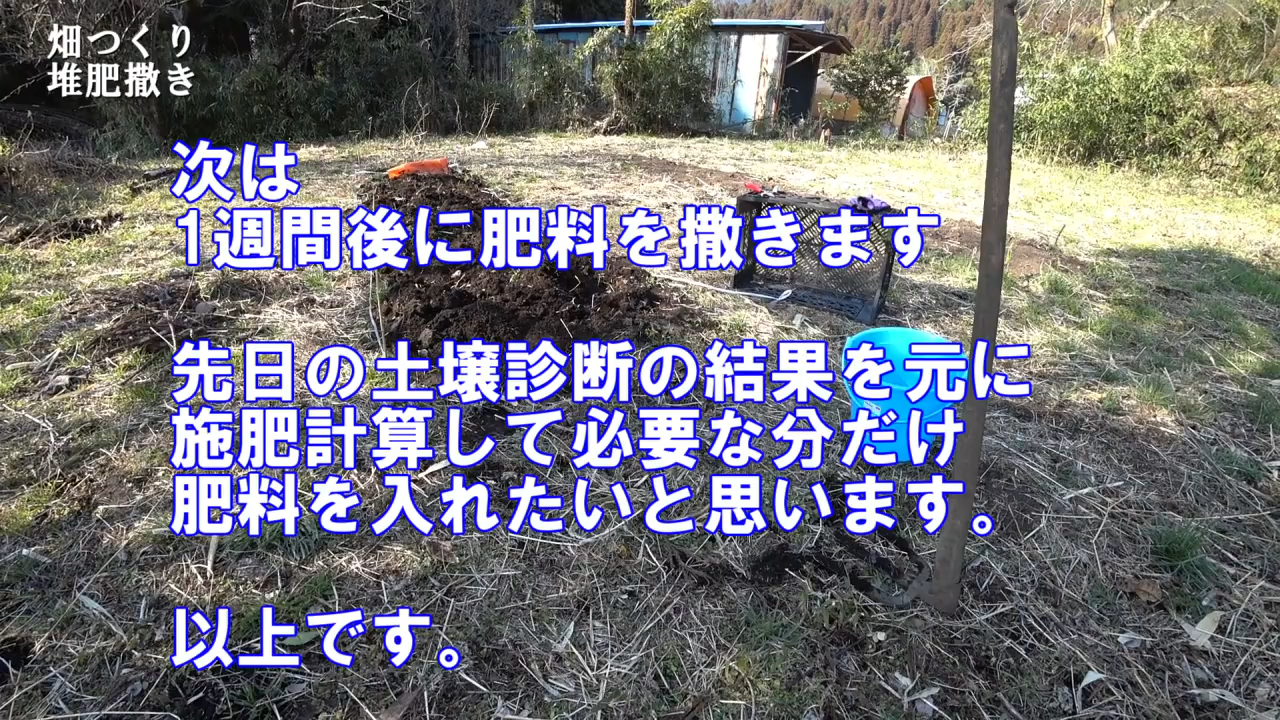 畑つくり
堆肥撒き
次は
1週間後に肥料を撒きます
先日の土壌診断の結果を元に
施肥計算して必要な分だけ
肥料を入れたいと思います。
以上です。